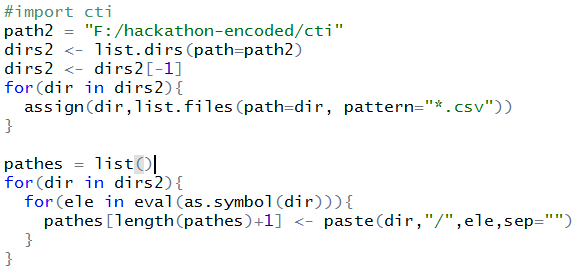 #import cti
path2 = "F:/hackathon-encoded/cti"
dirs2 <- list.dirs(path=path2)
dirs2 <- dirs2[-1]
for(dir in dirs2){
  assign(dir,list.files(path=dir, pattern="*.csv"))
}

pathes = list()
for(dir in dirs2){
  for(ele in eval(as.symbol(dir))){
    pathes[length(pathes)+1] <- paste(dir,"/",ele,sep="")
  }
}